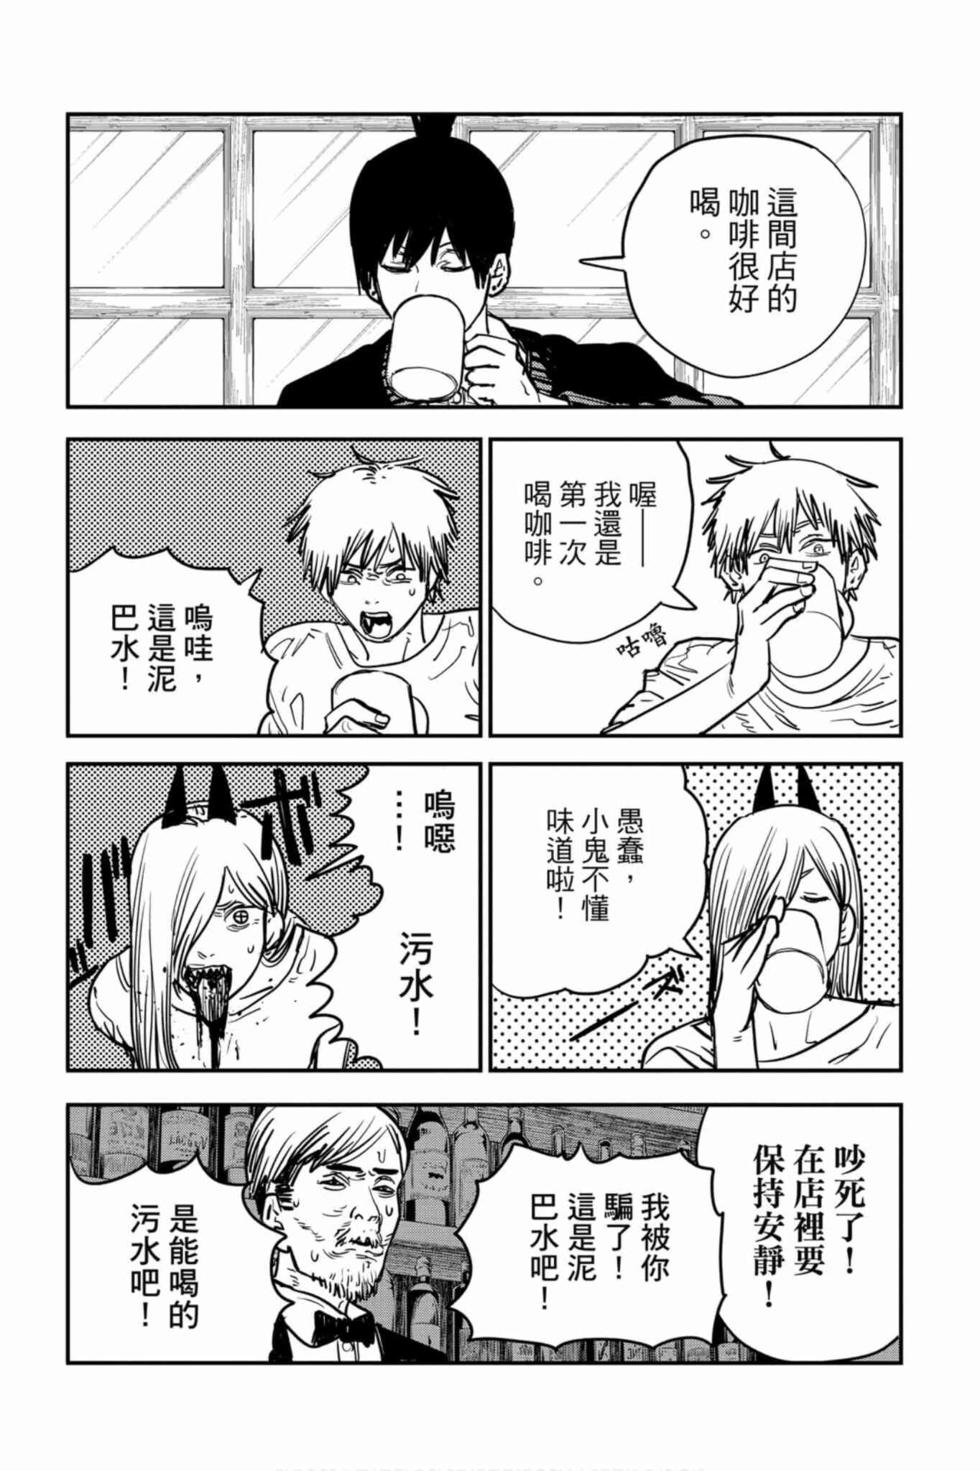 這間店的
咖啡很好
喝。
喔——
我還是
第一次
喝咖啡。
咕嚕
嗚哇，
這是泥
巴水！
愚蠢，
小鬼不懂
味道啦！
嗚噁
…！
污水！
吵死了！
在店裡要
保持安靜！
我被你
騙了！
這是泥
巴水吧！
是能喝的
污水吧！